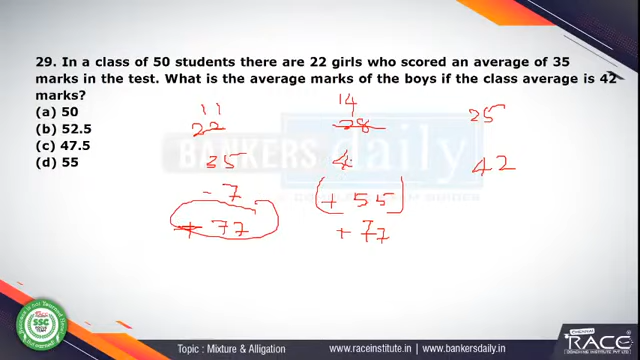 29. In a class of 50 students there are 22 girls who scored an average of 35
marks in the test. What is the average marks of the boys if the class average is 42
marks?
(a) 50
(b) 52.5
(c) 47.5
(d) 55
11 14
22 28 25
35 4 42
- 7 + 55
+ 77 + 77
BANKERS daily
SSC
Topic : Mixture & Alligation
www.raceinstitute.in | www.bankersdaily.in
CHENNAI
RACE